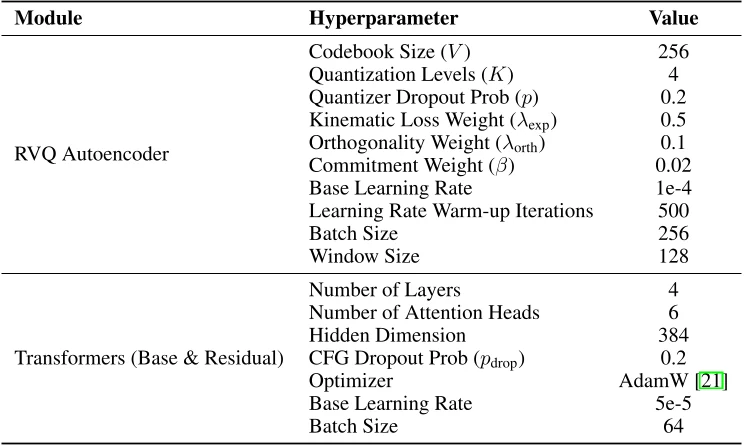 Module Hyperparameter Value
Codebook Size (V) 256
Quantization Levels (K) 4
Quantizer Dropout Prob (p) 0.2
Kinematic Loss Weight (λexp) 0.5
Orthogonality Weight (λorth) 0.1
RVQ Autoencoder
Commitment Weight (β) 0.02
Base Learning Rate 1e-4
Learning Rate Warm-up Iterations 500
Batch Size 256
Window Size 128
Number of Layers 4
Number of Attention Heads 6
Hidden Dimension 384
Transformers (Base & Residual) CFG Dropout Prob (pdrop) 0.2
Optimizer AdamW [21]
Base Learning Rate 5e-5
Batch Size 64